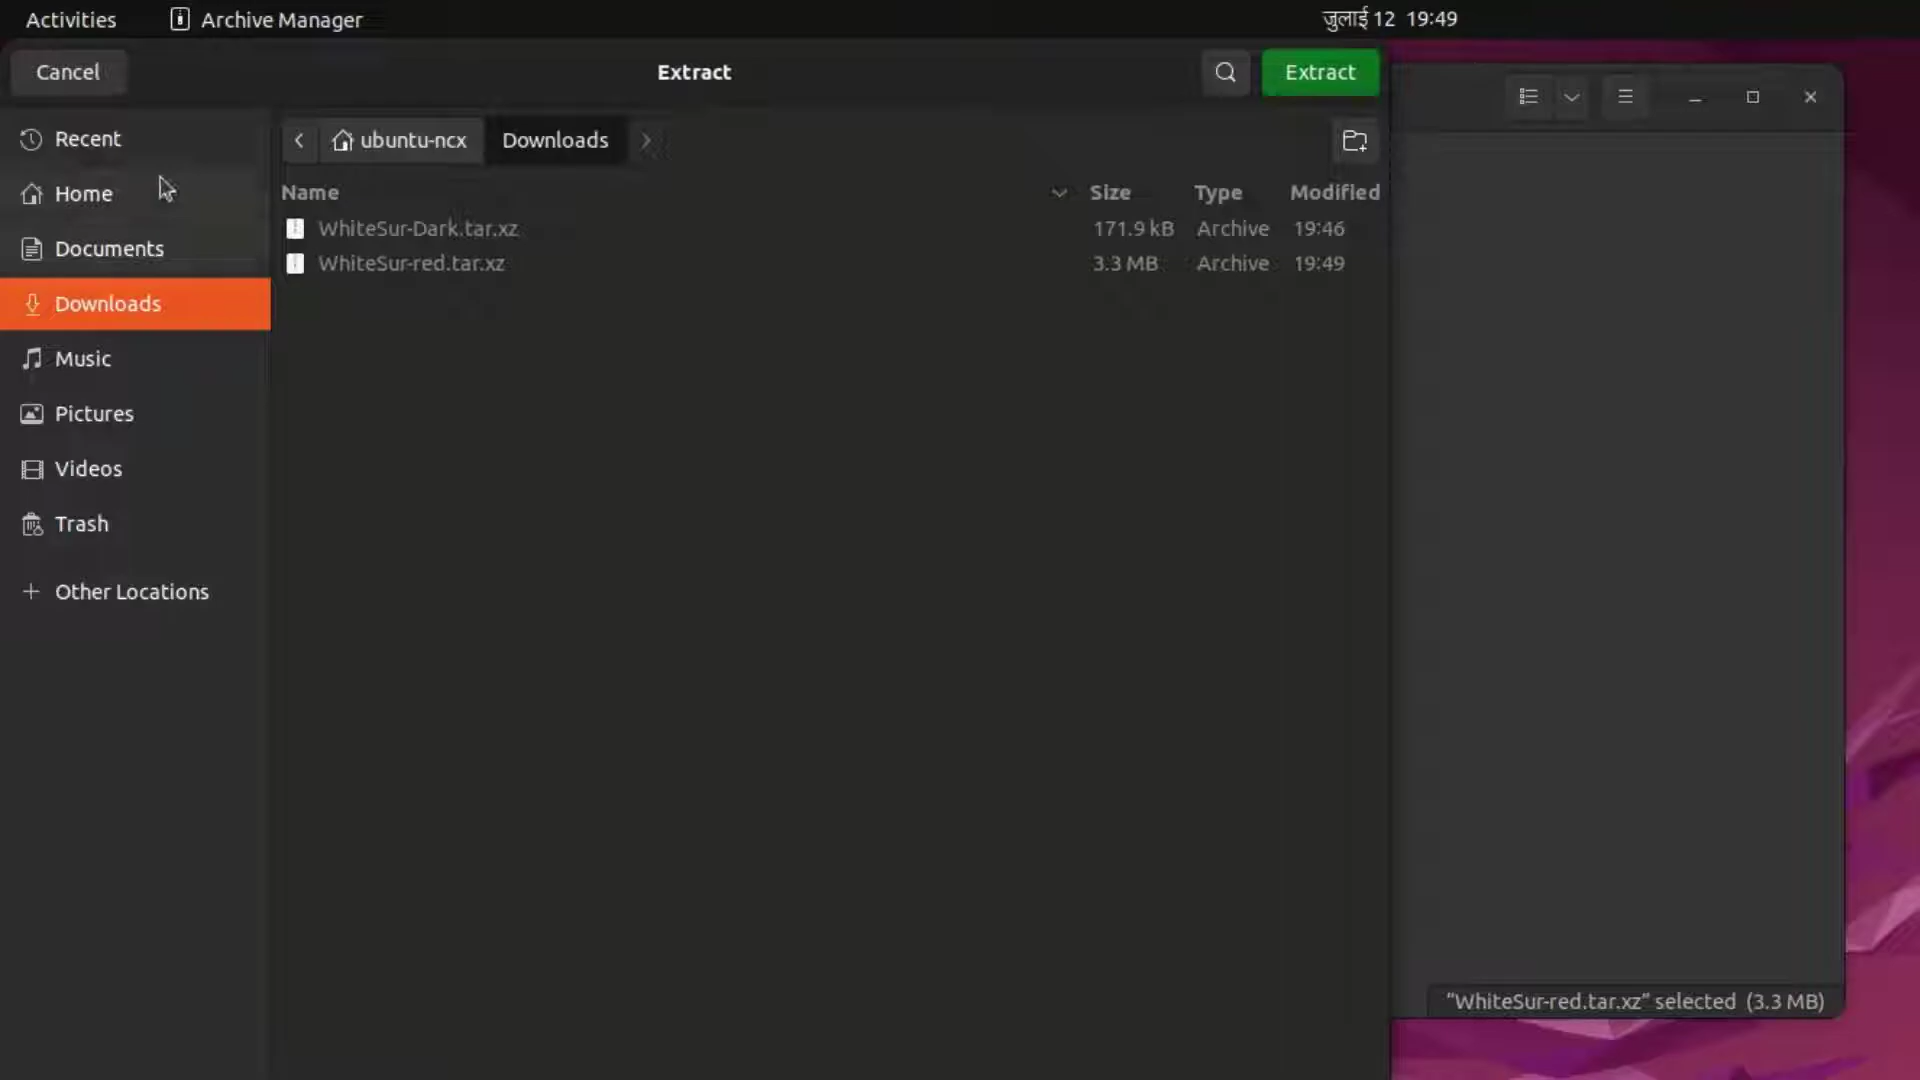 Activities
Archive Manager
जुलाई 12 19:49
Cancel
Extract
Extract
Recent
Home
Documents
Downloads
Music
Pictures
Videos
Trash
Other Locations
ubuntu-ncx
Downloads
Name Size Type Modified
WhiteSur-Dark.tar.xz 171.9 kB Archive 19:46
WhiteSur-red.tar.xz 3.3 MB Archive 19:49
“WhiteSur-red.tar.xz” selected (3.3 MB)